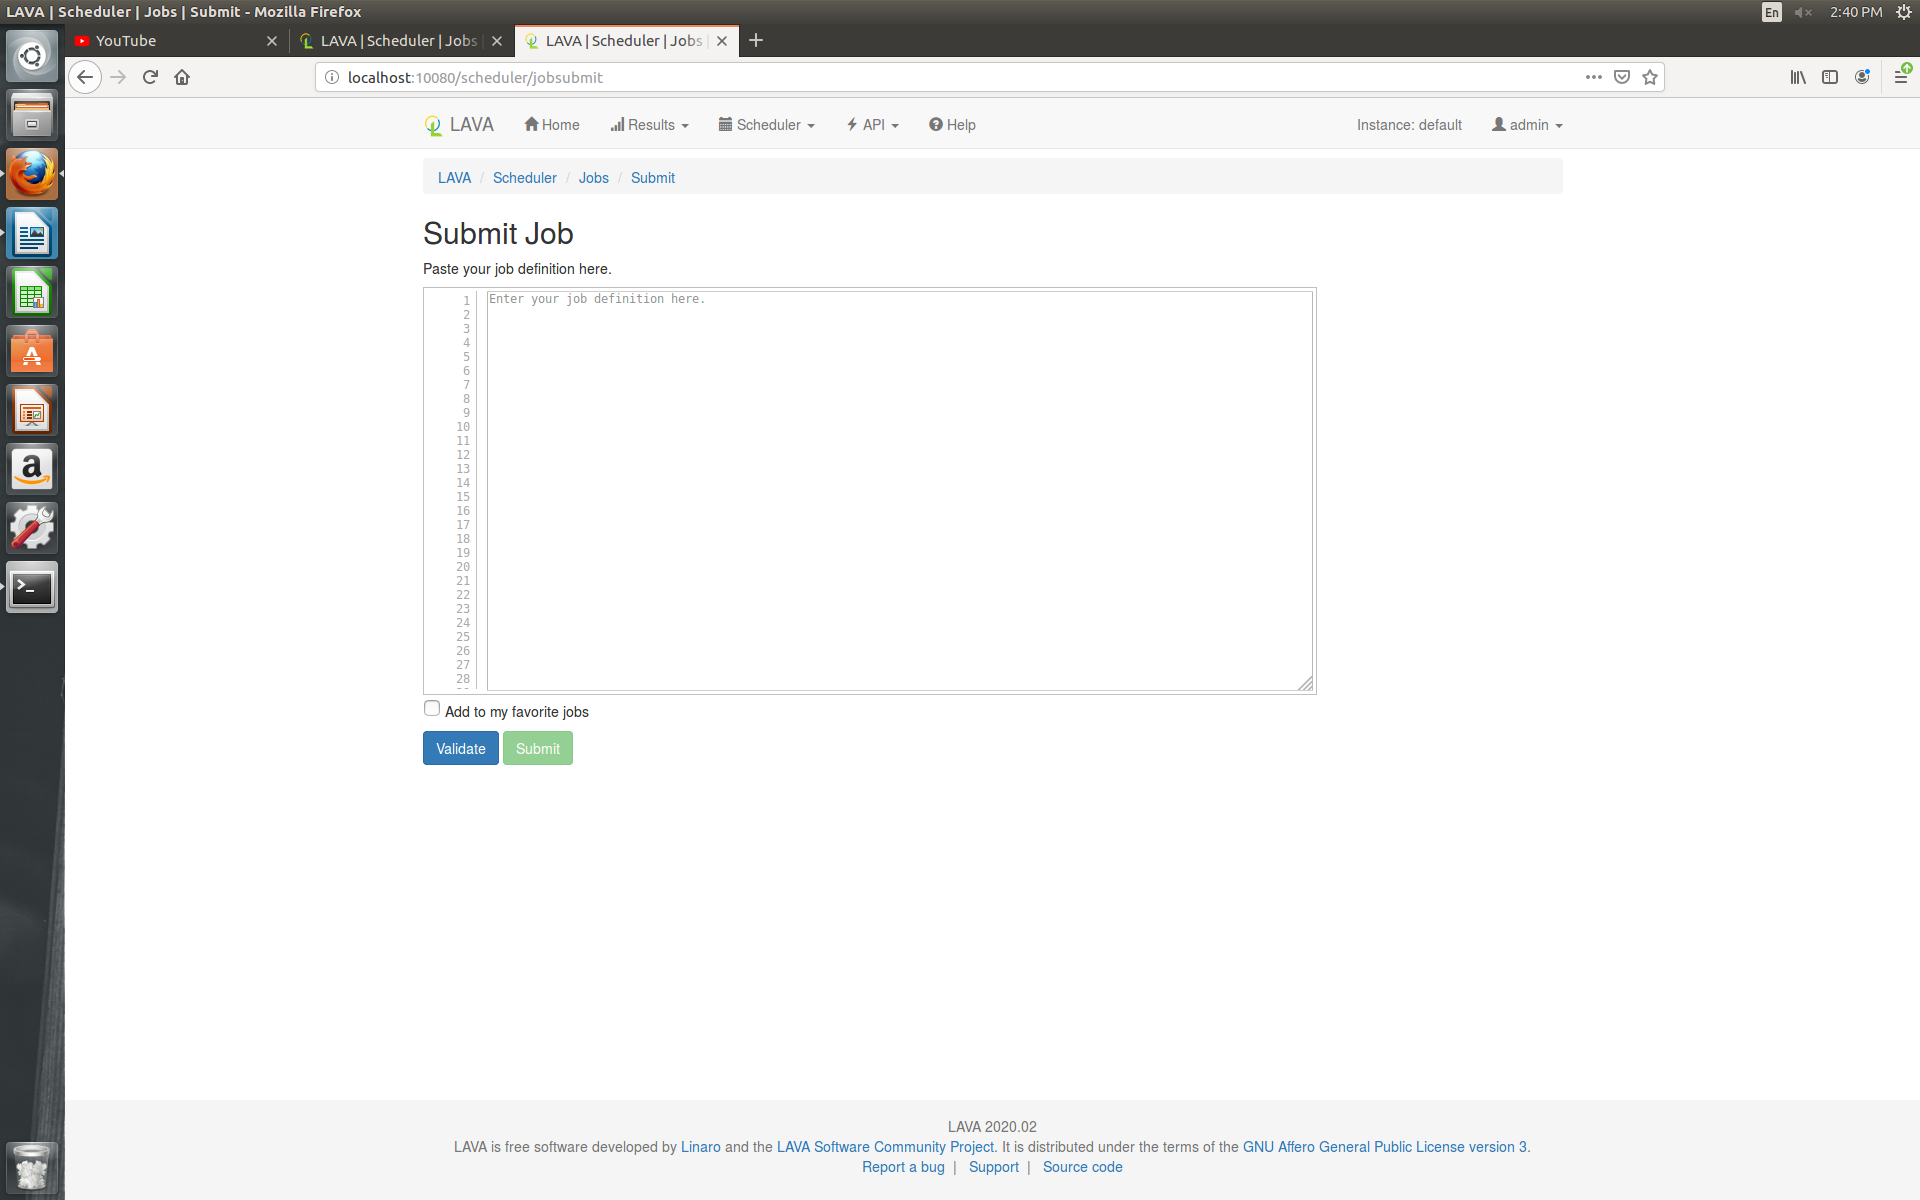 LAVA | Scheduler | Jobs | Submit - Mozilla Firefox
En
2:40 PM
YouTube
LAVA | Scheduler | Jobs
LAVA | Scheduler | Jobs
localhost:10080/scheduler/jobsubmit
LAVA
Home
Results
Scheduler
API
Help
Instance: default
admin
LAVA / Scheduler / Jobs / Submit
Submit Job
Paste your job definition here.
1 Enter your job definition here.
2
3
4
5
6
7
8
9
10
11
12
13
14
15
16
17
18
19
20
21
22
23
24
25
26
27
28
Add to my favorite jobs
Validate
Submit
LAVA 2020.02
LAVA is free software developed by Linaro and the LAVA Software Community Project. It is distributed under the terms of the GNU Affero General Public License version 3.
Report a bug | Support | Source code